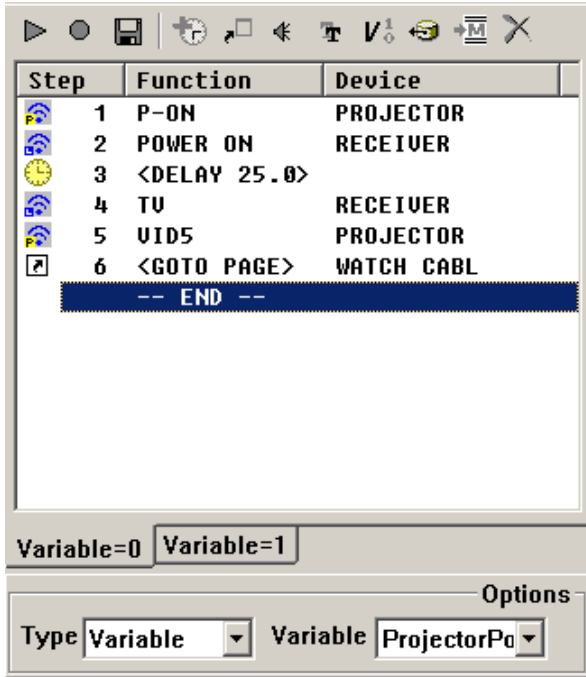 Step Function Device
1 P-ON PROJECTOR
2 POWER ON RECEIVER
3 <DELAY 25.0>
4 TV RECEIVER
5 VID5 PROJECTOR
6 <GOTO PAGE> WATCH CABL
-- END --
Variable=0 Variable=1
Options
Type Variable Variable ProjectorPo